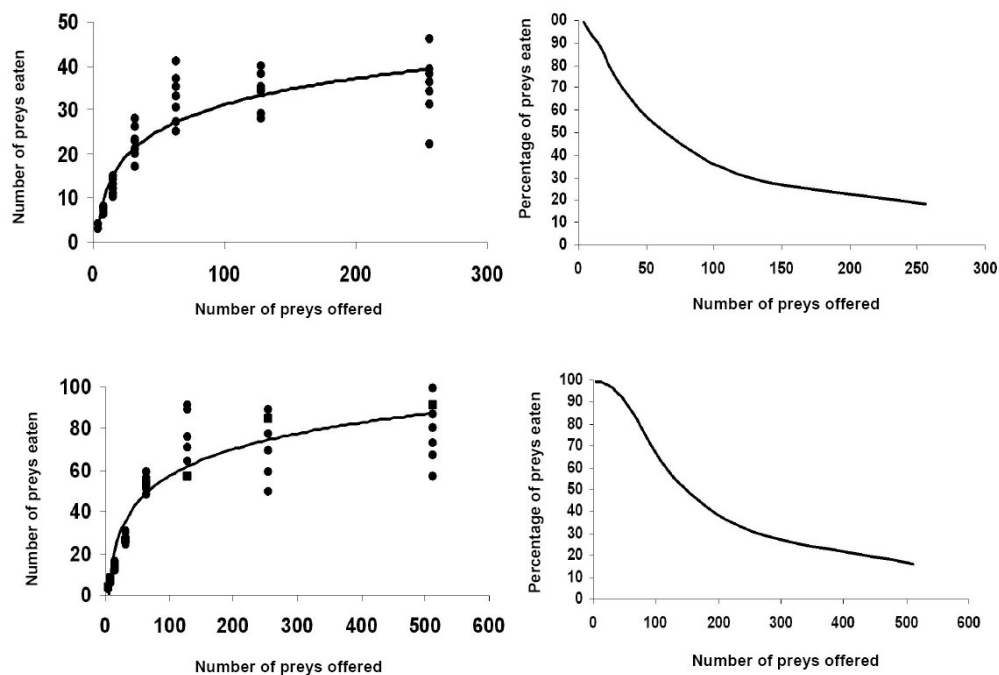 Number of preys eaten
50
40
30
20
10
0
0 100 200 300
Number of preys offered
Percentage of preys eaten
00
90
80
70
60
50
40
30
20
10
0
0 50 100 150 200 250 300
Number of preys offered
Number of preys eaten
100
80
60
40
20
0
0 100 200 300 400 500 600
Number of preys offered
Percentage of preys eaten
100
90
80
70
60
50
40
30
20
10
0
0 100 200 300 400 500 600
Number of preys offered